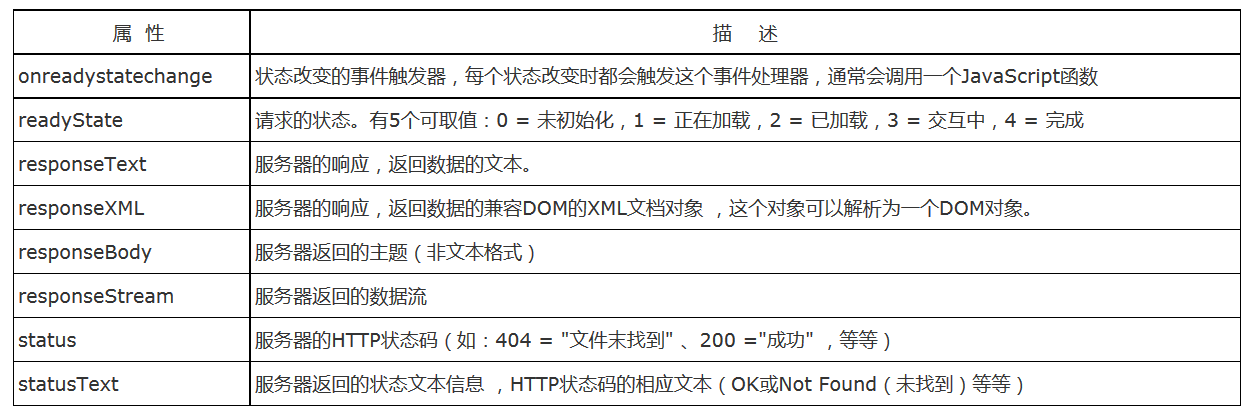 属 性 描 述
onreadystatechange 状态改变的事件触发器，每个状态改变时都会触发这个事件处理器，通常会调用一个JavaScript函数
readyState 请求的状态。有5个可取值：0 = 未初始化，1 = 正在加载，2 = 已加载，3 = 交互中，4 = 完成
responseText 服务器的响应，返回数据的文本。
responseXML 服务器的响应，返回数据的兼容DOM的XML文档对象 ，这个对象可以解析为一个DOM对象。
responseBody 服务器返回的主题（非文本格式）
responseStream 服务器返回的数据流
status 服务器的HTTP状态码（如：404 = "文件末找到" 、200 ="成功" ，等等）
statusText 服务器返回的状态文本信息 ，HTTP状态码的相应文本（OK或Not Found（未找到）等等）